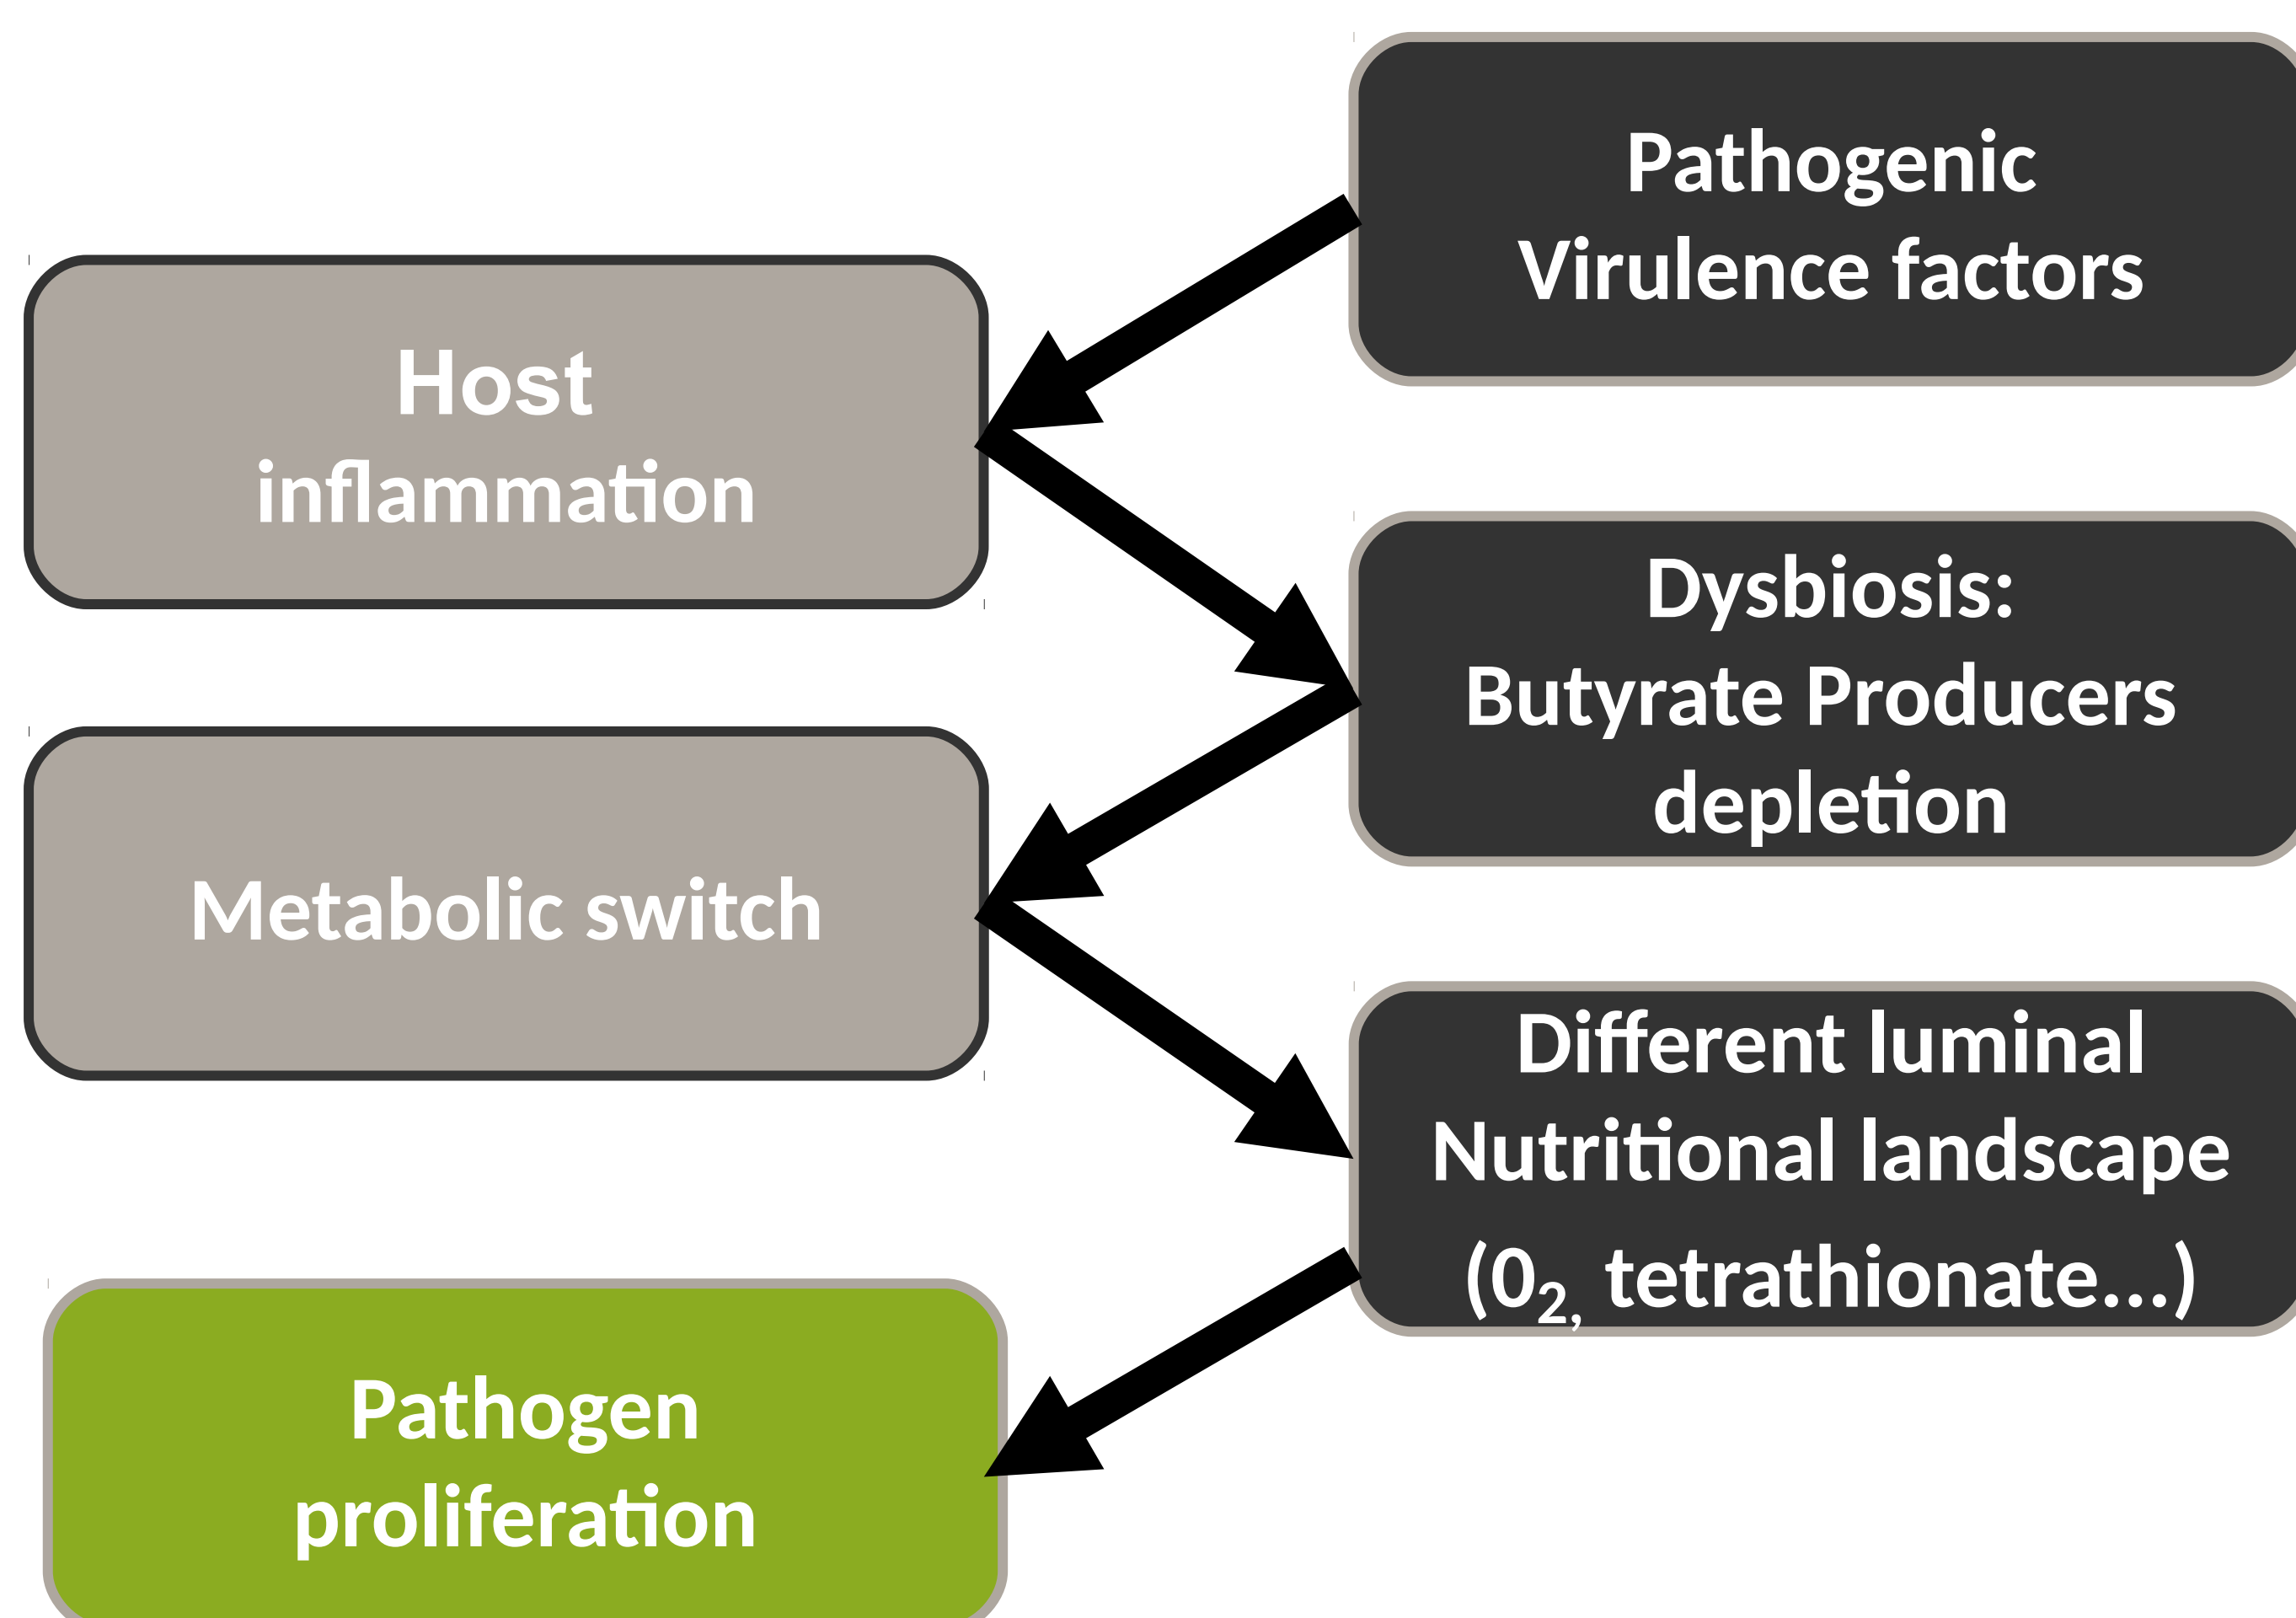 Pathogenic
Virulence factors
Host
inflammation
Dysbiosis:
Butyrate Producers
depletion
Metabolic switch
Different luminal
Nutritional landscape
(0₂, tetrathionate…)
Pathogen
proliferation